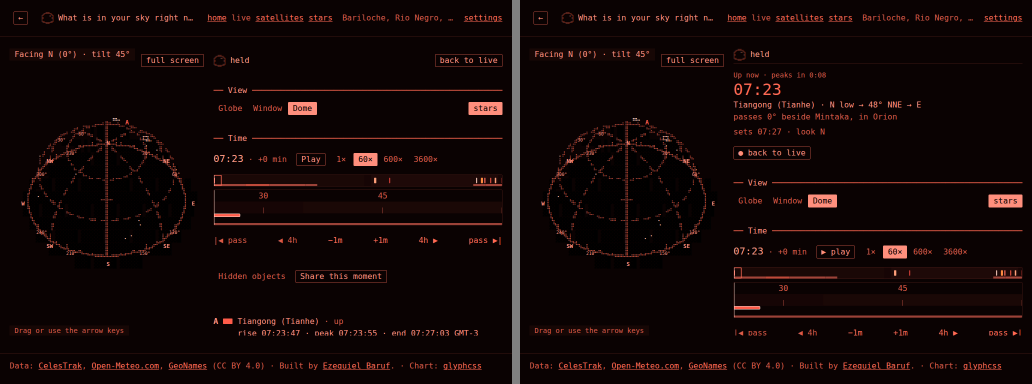 ← What is in your sky right n… home live satellites stars Bariloche, Rio Negro, … settings
Facing N (0°) · tilt 45°
full screen
held
back to live
View
Globe Window Dome stars
Time
07:23 · +0 min Play 1× 60× 600× 3600×
30 45
|◀ pass ◀ 4h −1m +1m 4h ▶ pass ▶|
Hidden objects Share this moment
A Tiangong (Tianhe) · up
rise 07:23:47 · peak 07:23:55 · end 07:27:03 GMT-3
A
N
NW
NE
W
E
SW
SE
S
Drag or use the arrow keys
Data: CelesTrak, Open-Meteo.com, GeoNames (CC BY 4.0) · Built by Ezequiel Baruf. · Chart: glyphcss
← What is in your sky right n… home live satellites stars Bariloche, Rio Negro, … settings
Facing N (0°) · tilt 45°
full screen
held
Up now · peaks in 0:08
07:23
Tiangong (Tianhe) · N low → 48° NNE → E
passes 0° beside Mintaka, in Orion
sets 07:27 · look N
● back to live
View
Globe Window Dome stars
Time
07:23 · +0 min ▶ play 1× 60× 600× 3600×
30 45
|◀ pass ◀ 4h −1m +1m 4h ▶ pass ▶|
N
NW
NE
W
E
SW
SE
S
Drag or use the arrow keys
Data: CelesTrak, Open-Meteo.com, GeoNames (CC BY 4.0) · Built by Ezequiel Baruf. · Chart: glyphcss